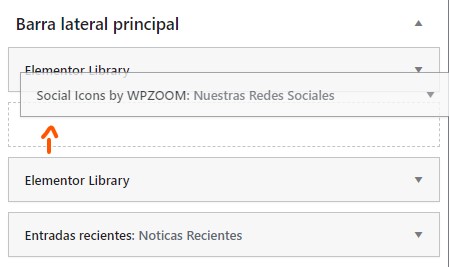 Barra lateral principal
Elementor Library
Social Icons by WPZOOM: Nuestras Redes Sociales
Elementor Library
Entradas recientes: Noticas Recientes